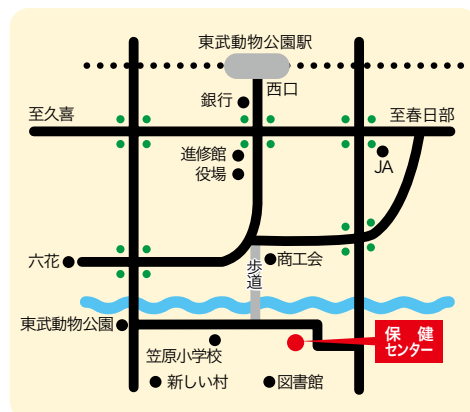 東武動物公園駅
西口
銀行
至久喜
至春日部
進修館
役場
JA
六花
商工会
歩道
東武動物公園
保健
センター
笠原小学校
新しい村
図書館